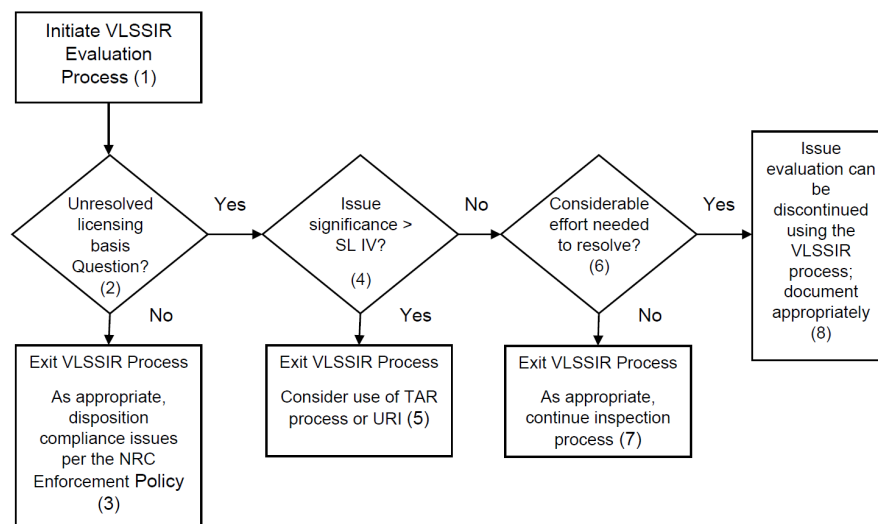 Initiate VLSSIR
Evaluation
Process (1)
Unresolved
licensing
basis
Question?
(2)
Yes
No
Exit VLSSIR Process
As appropriate,
disposition
compliance issues
per the NRC
Enforcement Policy
(3)
Issue
significance >
SL IV?
(4)
No
Yes
Exit VLSSIR Process
Consider use of TAR
process or URI (5)
Considerable
effort needed
to resolve?
(6)
Yes
No
Exit VLSSIR Process
As appropriate,
continue inspection
process (7)
Issue
evaluation can
be
discontinued
using the
VLSSIR
process;
document
appropriately
(8)